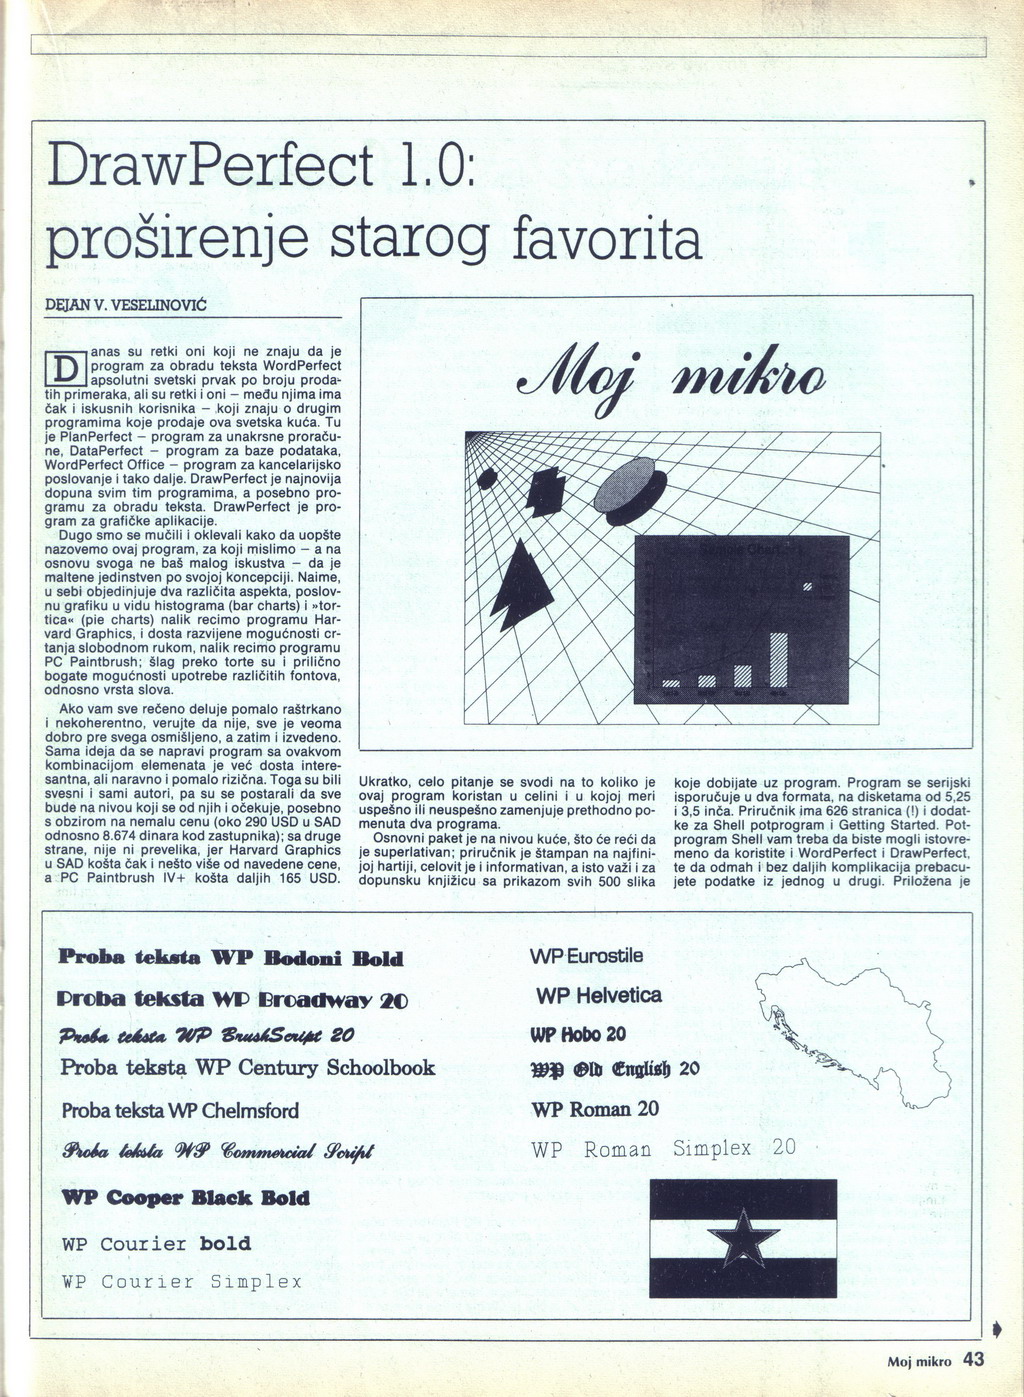 DrawPerfect 1.0:
proširenje starog favorita
DEJAN V. VESELINOVIĆ
Danas su retki oni koji ne znaju da je
program za obradu teksta WordPerfect
apsolutni svetski prvak po broju proda-
tih primeraka, ali su retki i oni – među njima ima
čak i iskusnih korisnika – koji znaju o drugim
programima koje prodaje ova svetska kuća. Tu
je PlanPerfect – program za unakrsne proraču-
ne, DataPerfect – program za baze podataka,
WordPerfect Office – program za kancelarijsko
poslovanje i tako dalje. DrawPerfect je najnovija
dopuna svim tim programima, a posebno pro-
gramu za obradu teksta. DrawPerfect je pro-
gram za grafičke aplikacije.
Dugo smo se mučili i oklevali kako da uopšte
nazovemo ovaj program, za koji mislimo – a na
osnovu svoga ne baš malog iskustva – da je
maltene jedinstven po svojoj koncepciji. Naime,
u sebi objedinjuje dva različita aspekta, poslov-
nu grafiku u vidu histograma (bar charts) i »tor-
tica« (pie charts) nalik recimo programu Har-
vard Graphics, i dosta razvijene mogućnosti cr-
tanja slobodnom rukom, nalik recimo programu
PC Paintbrush; šlag preko torte su i prilično
bogate mogućnosti upotrebe različitih fontova,
odnosno vrsta slova.
Ako vam sve rečeno deluje pomalo raštrkano
i nekoherentno, verujte da nije, sve je veoma
dobro pre svega osmišljeno, a zatim i izvedeno.
Sama ideja da se napravi program sa ovakvom
kombinacijom elemenata je već dosta intere-
santna, ali naravno i pomalo rizična. Toga su bili
svesni i sami autori, pa su se postarali da sve
bude na nivou koji se od njih i očekuje, posebno
s obzirom na nemalu cenu (oko 290 USD u SAD
odnosno 8.674 dinara kod zastupnika); sa druge
strane, nije ni prevelika, jer Harvard Graphics
u SAD košta čak i nešto više od navedene cene,
a PC Paintbrush IV+ košta daljih 165 USD.
Moj mikro
Sample Chart
Ukratko, celo pitanje se svodi na to koliko je
ovaj program koristan u celini i u kojoj meri
uspešno ili neuspešno zamenjuje prethodno po-
menuta dva programa.
Osnovni paket je na nivou kuće, što će reći da
je superlativan; priručnik je štampan na najfini-
joj hartiji, celovit je i informativan, a isto važi i za
dopunsku knjižicu sa prikazom svih 500 slika
koje dobijate uz program. Program se serijski
isporučuje u dva formata, na disketama od 5,25
i 3,5 inča. Priručnik ima 626 stranica (!) i dodat-
ke za Shell potprogram i Getting Started. Pot-
program Shell vam treba da biste mogli istovre-
meno da koristite i WordPerfect i DrawPerfect,
te da odmah i bez daljih komplikacija prebacu-
jete podatke iz jednog u drugi. Priložena je
Proba teksta WP Bodoni Bold
Proba teksta WP Broadway 20
Proba teksta WP BrushScript 20
Proba teksta WP Century Schoolbook
Proba teksta WP Chelmsford
Proba teksta WP Commercial Script
WP Cooper Black Bold
WP Courier bold
WP Courier Simplex
WP Eurostile
WP Helvetica
WP Hobo 20
WP Old English 20
WP Roman 20
WP Roman Simplex 20
Moj mikro 43